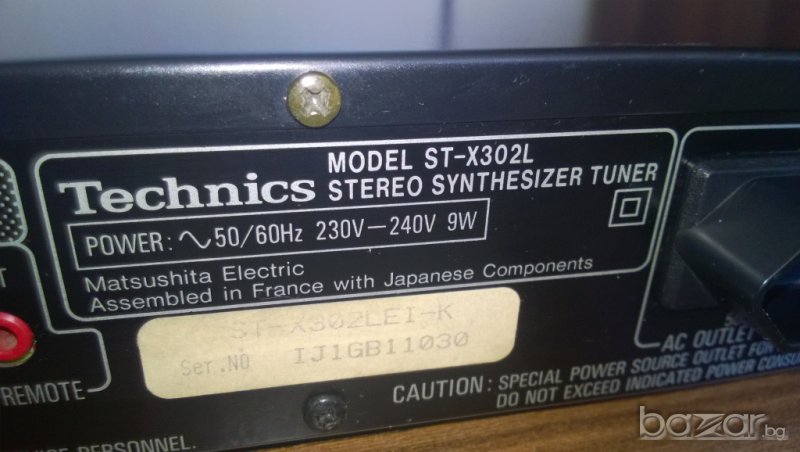 MODEL ST-X302L
Technics STEREO SYNTHESIZER TUNER
POWER: ∿50/60Hz 230V—240V 9W
Matsushita Electric
Assembled in France with Japanese Components
ST-X302LEI-K
Ser.NO IJ1GB11030
REMOTE
AC OUTLET
CAUTION: SPECIAL POWER SOURCE OUTLET FOR
DO NOT EXCEED INDICATED POWER
PERSONNEL.
bazar.bg